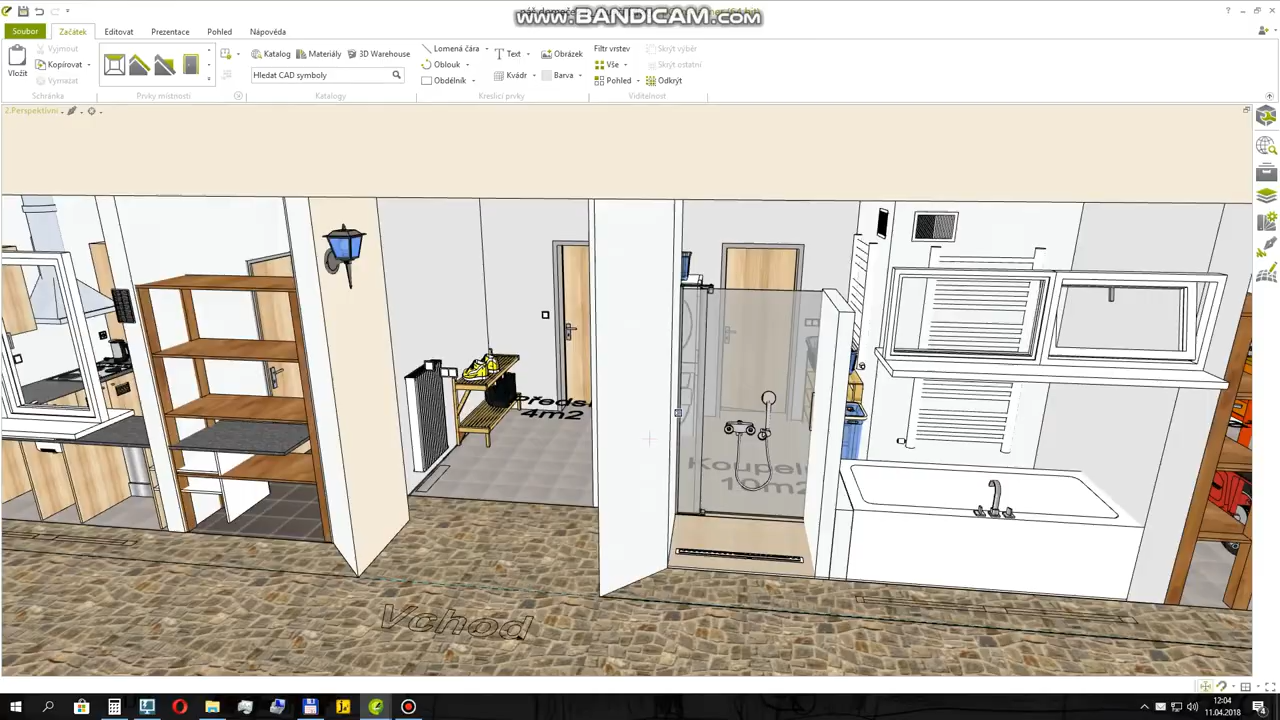 www.BANDICAM.com
Soubor Začátek Editovat Prezentace Pohled Nápověda
Vložit
Vyjmout
Kopírovat
Vymazat
Schránka
Prvky místností
Katalog Materiály 3D Warehouse
Hledat CAD symboly
Katalogy
Lomená čára Text Obrázek
Oblouk Kvádr Barva
Obdélník
Kreslicí prvky
Filtr vrstev Skrýt výběr
Vše Skrýt ostatní
Pohled Odkrýt
Viditelnost
2.Perspektivní
4m2
Koupelna
10m2
Vchod
12:04
11.04.2018